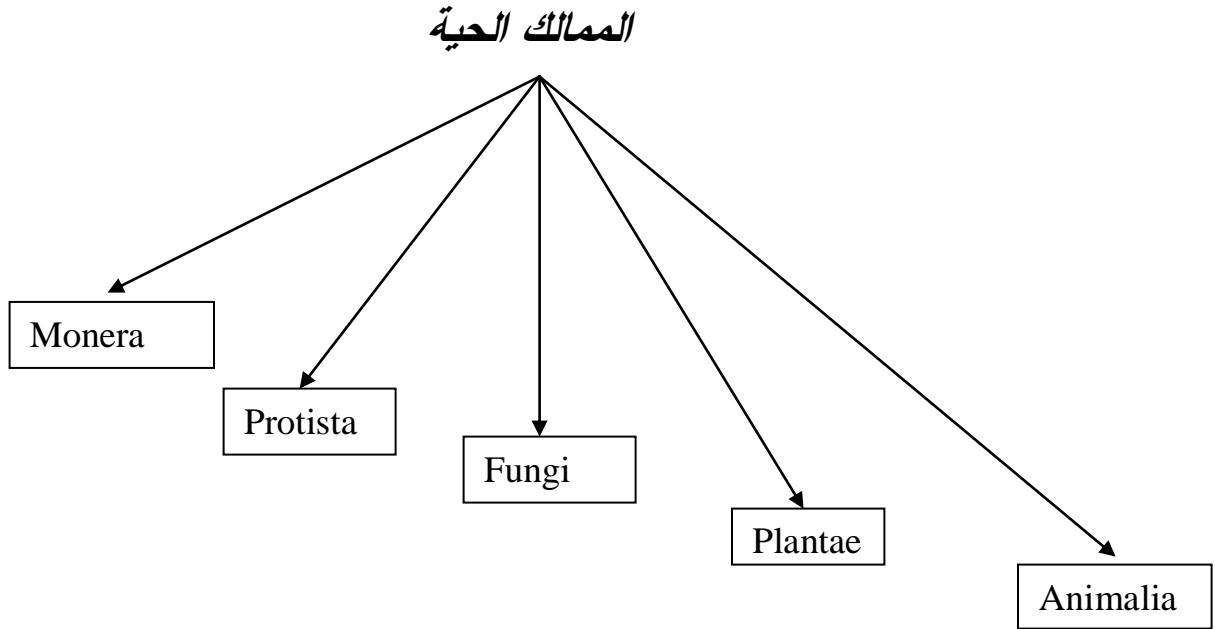 الممالك الحية
Monera
Protista
Fungi
Plantae
Animalia